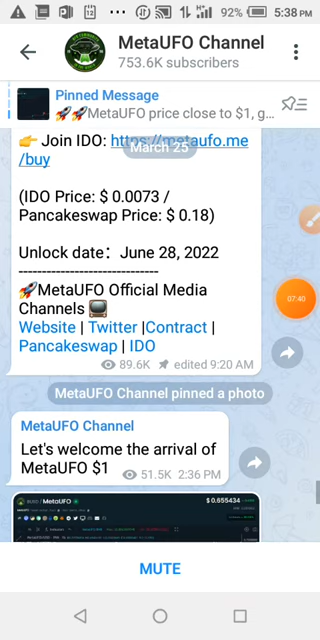 92% 5:38 PM
MetaUFO Channel
753.6K subscribers
Pinned Message
🚀🚀MetaUFO price close to $1, g...
👉 Join IDO: https://metaufo.me
/buy
March 25
(IDO Price: $ 0.0073 /
Pancakeswap Price: $ 0.18)
Unlock date： June 28, 2022
-----------------------------
🚀MetaUFO Official Media
Channels📺
Website | Twitter |Contract |
Pancakeswap | IDO
89.6K edited 9:20 AM
07:40
MetaUFO Channel pinned a photo
MetaUFO Channel
Let's welcome the arrival of
MetaUFO $1
51.5K 2:36 PM
MetaUFO
$ 0.655434
MUTE